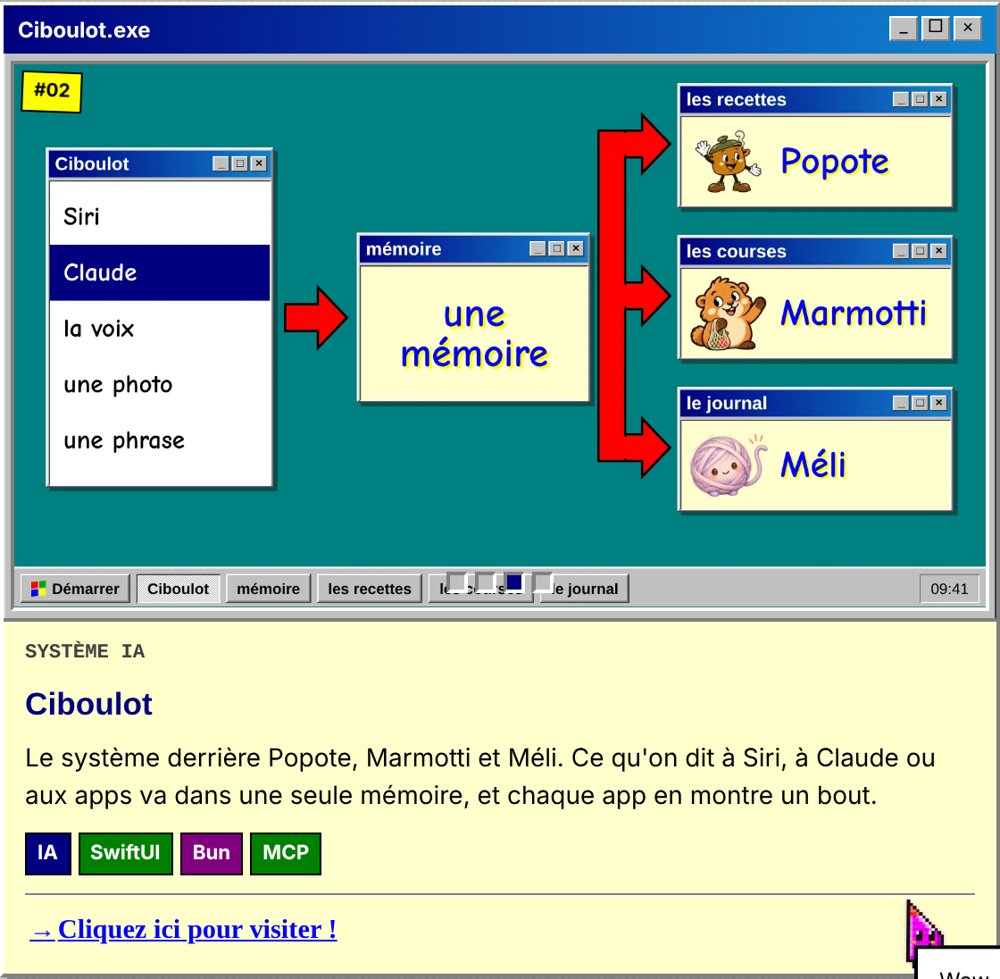 Ciboulot.exe
#02
Ciboulot
Siri
Claude
la voix
une photo
une phrase
mémoire
une
mémoire
les recettes
Popote
les courses
Marmotti
le journal
Méli
Démarrer Ciboulot mémoire les recettes le journal 09:41
SYSTÈME IA
Ciboulot
Le système derrière Popote, Marmotti et Méli. Ce qu'on dit à Siri, à Claude ou
aux apps va dans une seule mémoire, et chaque app en montre un bout.
IA SwiftUI Bun MCP
→ Cliquez ici pour visiter !